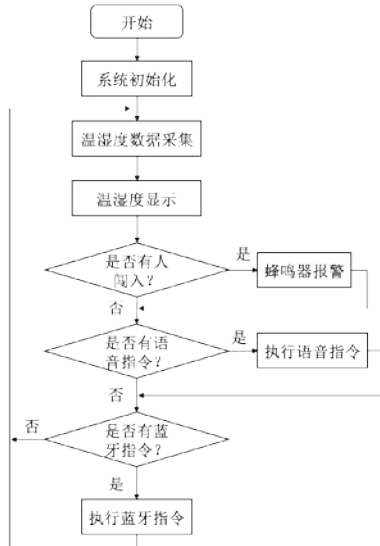 开始
系统初始化
温湿度数据采集
温湿度显示
是否有人
闯入?
是
蜂鸣器报警
否
是否有语
音指令?
是
执行语音指令
否
是否有蓝
牙指令?
否
是
执行蓝牙指令